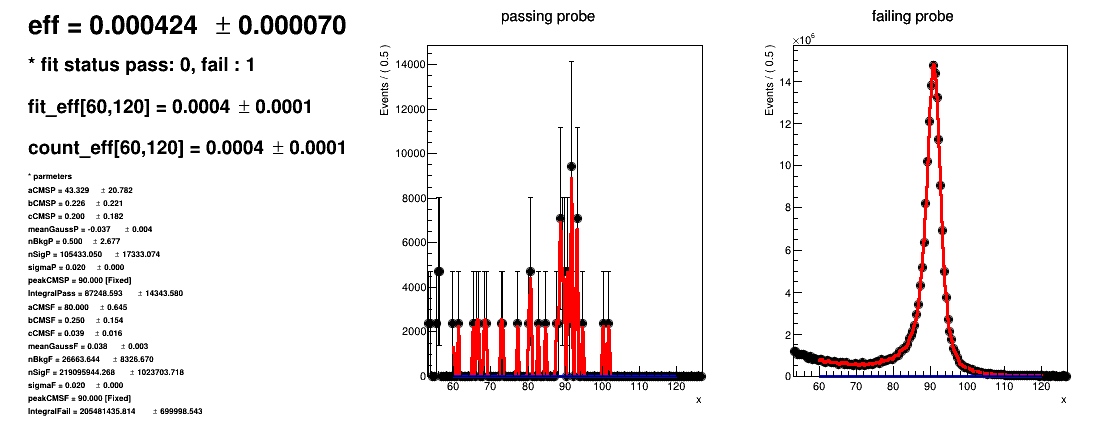 eff = 0.000424 ± 0.000070
* fit status pass: 0, fail : 1
fit_eff[60,120] = 0.0004 ± 0.0001
count_eff[60,120] = 0.0004 ± 0.0001
* parmeters
aCMSP = 43.329 ± 20.782
bCMSP = 0.226 ± 0.221
cCMSP = 0.200 ± 0.182
meanGaussP = -0.037 ± 0.004
nBkgP = 0.500 ± 2.677
nSigP = 105433.050 ± 17333.074
sigmaP = 0.020 ± 0.000
peakCMSP = 90.000 [Fixed]
IntegralPass = 87248.593 ± 14343.580
aCMSF = 80.000 ± 0.645
bCMSF = 0.250 ± 0.154
cCMSF = 0.039 ± 0.016
meanGaussF = 0.038 ± 0.003
nBkgF = 26663.644 ± 8326.670
nSigF = 219095944.268 ± 1023703.718
sigmaF = 0.020 ± 0.000
peakCMSF = 90.000 [Fixed]
IntegralFail = 205481435.814 ± 699998.543
passing probe
Events / ( 0.5 )
14000
12000
10000
8000
6000
4000
2000
0
60 70 80 90 100 110 120
x
failing probe
×10⁶
Events / ( 0.5 )
14
12
10
8
6
4
2
0
60 70 80 90 100 110 120
x